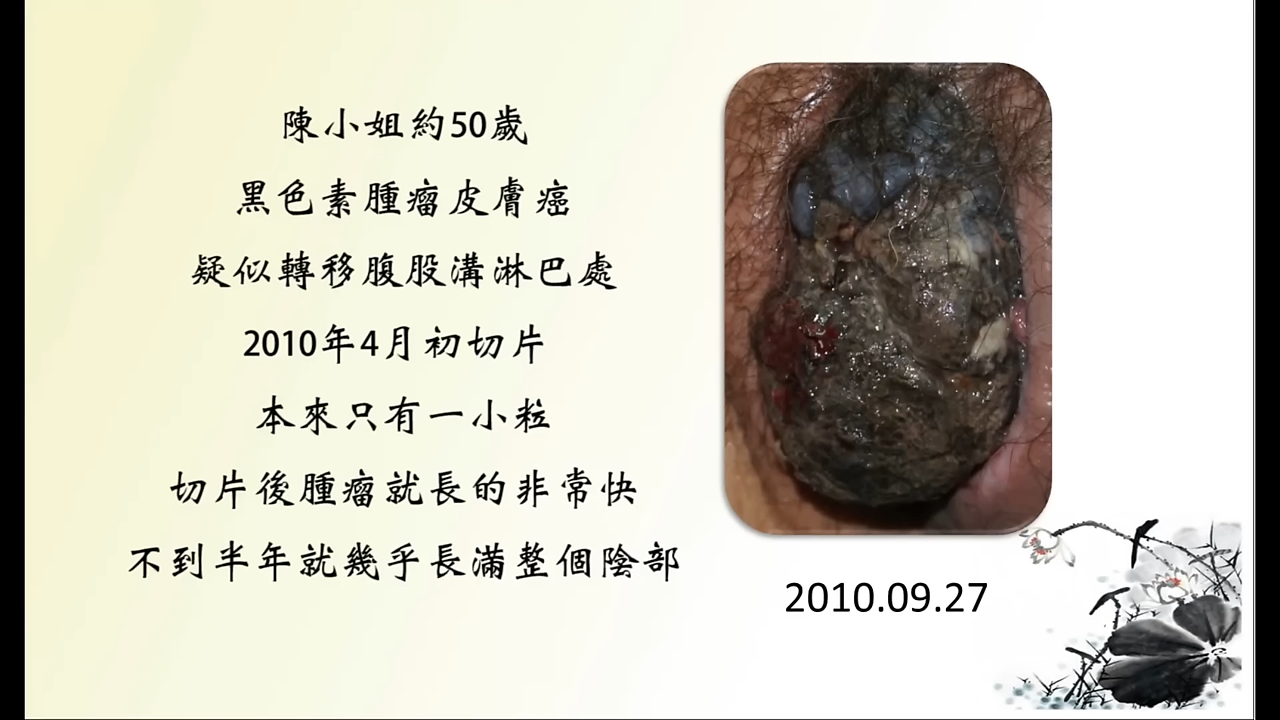 陳小姐約50歲
黑色素腫瘤皮膚癌
疑似轉移腹股溝淋巴處
2010年4月初切片
本來只有一小粒
切片後腫瘤就長的非常快
不到半年就幾乎長滿整個陰部
2010.09.27